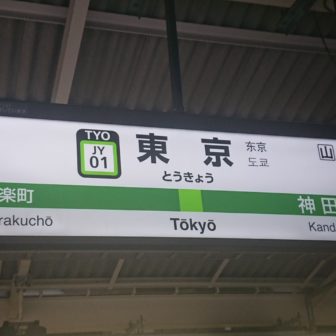 TYO
JY
01
東京
东京
도쿄
山
とうきょう
楽町
神田
rakuchō
Tōkyō
Kand